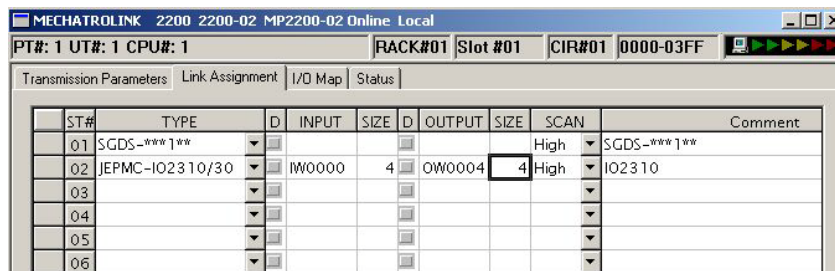 MECHATROLINK 2200 2200-02 MP2200-02 Online Local
PT#: 1 UT#: 1 CPU#: 1 RACK#01 Slot #01 CIR#01 0000-03FF
Transmission Parameters Link Assignment I/O Map Status
ST# TYPE D INPUT SIZE D OUTPUT SIZE SCAN Comment
01 SGDS-***1** High SGDS-***1**
02 JEPMC-IO2310/30 IW0000 4 OW0004 4 High IO2310
03
04
05
06